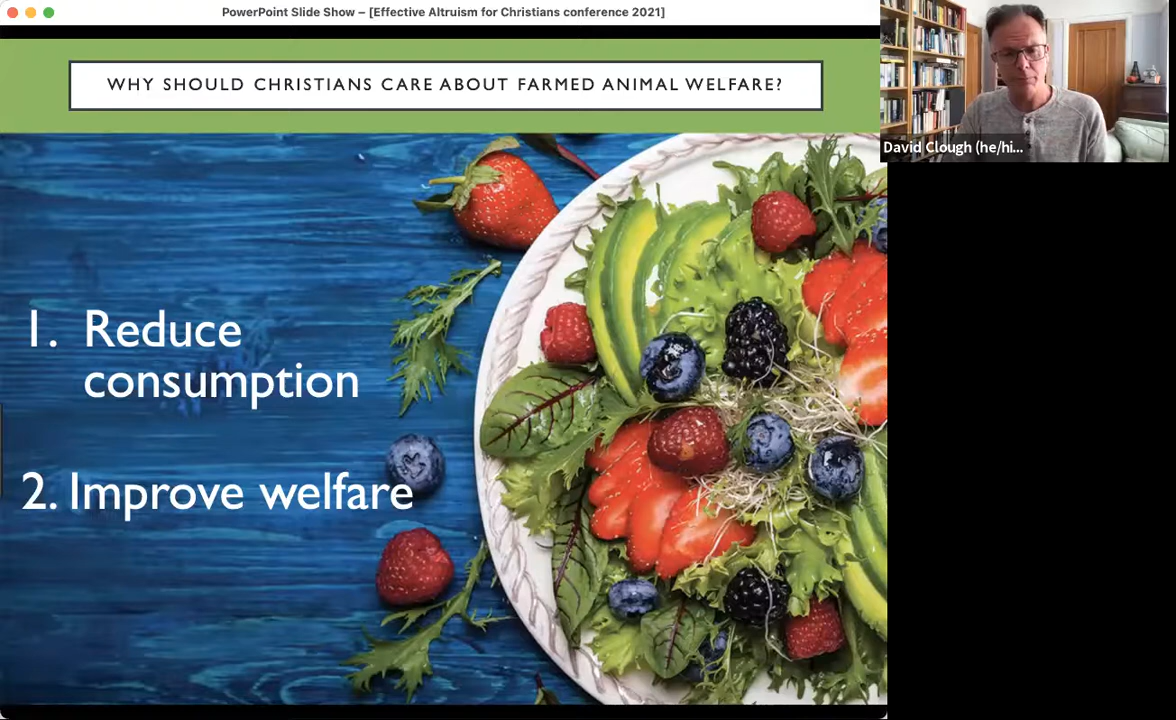 PowerPoint Slide Show – [Effective Altruism for Christians conference 2021]
WHY SHOULD CHRISTIANS CARE ABOUT FARMED ANIMAL WELFARE?
David Clough (he/hi...
1. Reduce
consumption
2. Improve welfare